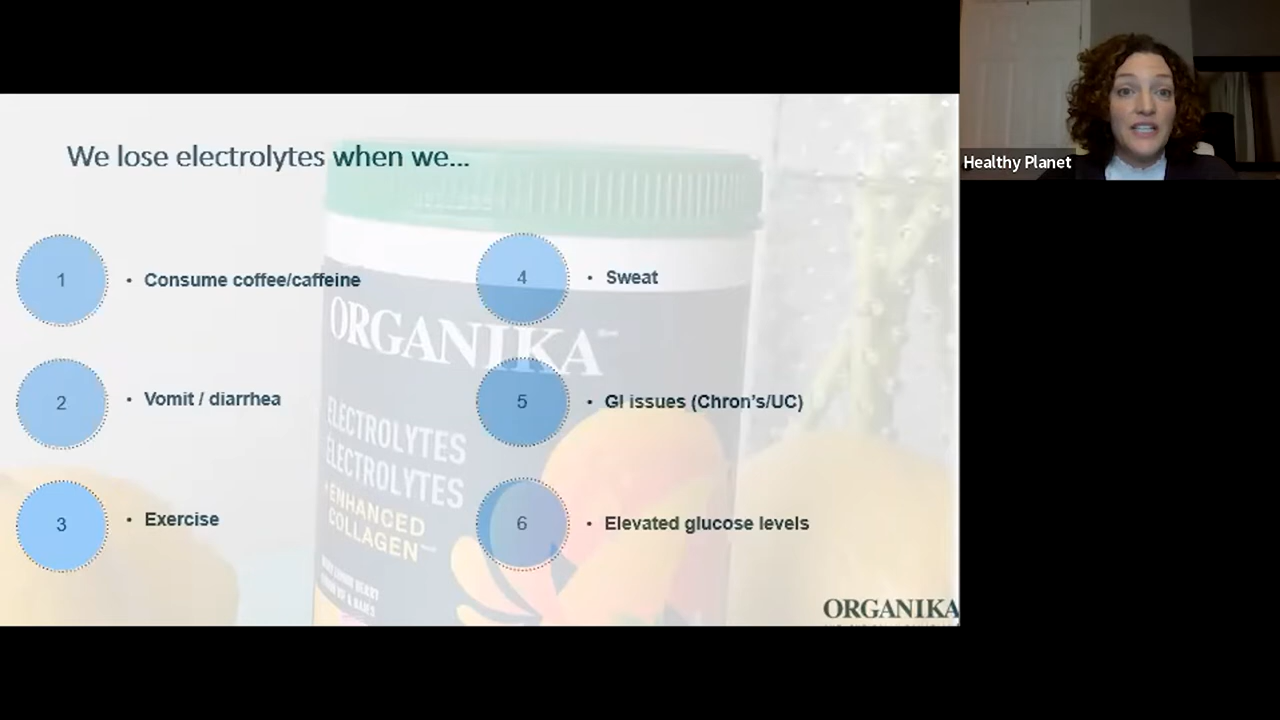 We lose electrolytes when we...
1
• Consume coffee/caffeine
2
• Vomit / diarrhea
3
• Exercise
4
• Sweat
5
• GI issues (Chron's/UC)
6
• Elevated glucose levels
ORGANIKA
ELECTROLYTES
ÉLECTROLYTES
+ENHANCED
COLLAGEN
ORGANIKA
Healthy Planet